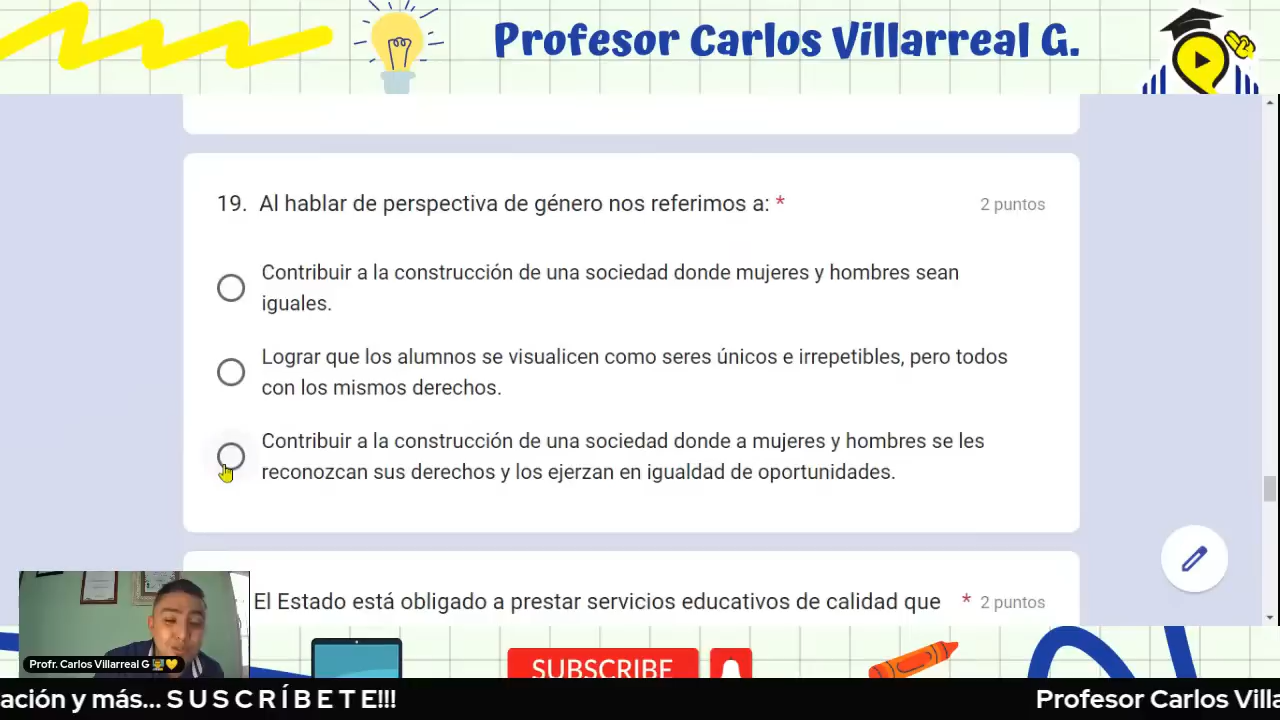 Profesor Carlos Villarreal G.
19. Al hablar de perspectiva de género nos referimos a: * 2 puntos
Contribuir a la construcción de una sociedad donde mujeres y hombres sean
iguales.
Lograr que los alumnos se visualicen como seres únicos e irrepetibles, pero todos
con los mismos derechos.
Contribuir a la construcción de una sociedad donde a mujeres y hombres se les
reconozcan sus derechos y los ejerzan en igualdad de oportunidades.
El Estado está obligado a prestar servicios educativos de calidad que * 2 puntos
Profr. Carlos Villarreal G
SUBSCRIBE
ación y más... S U S C R Í B E T E!!! Profesor Carlos Villa